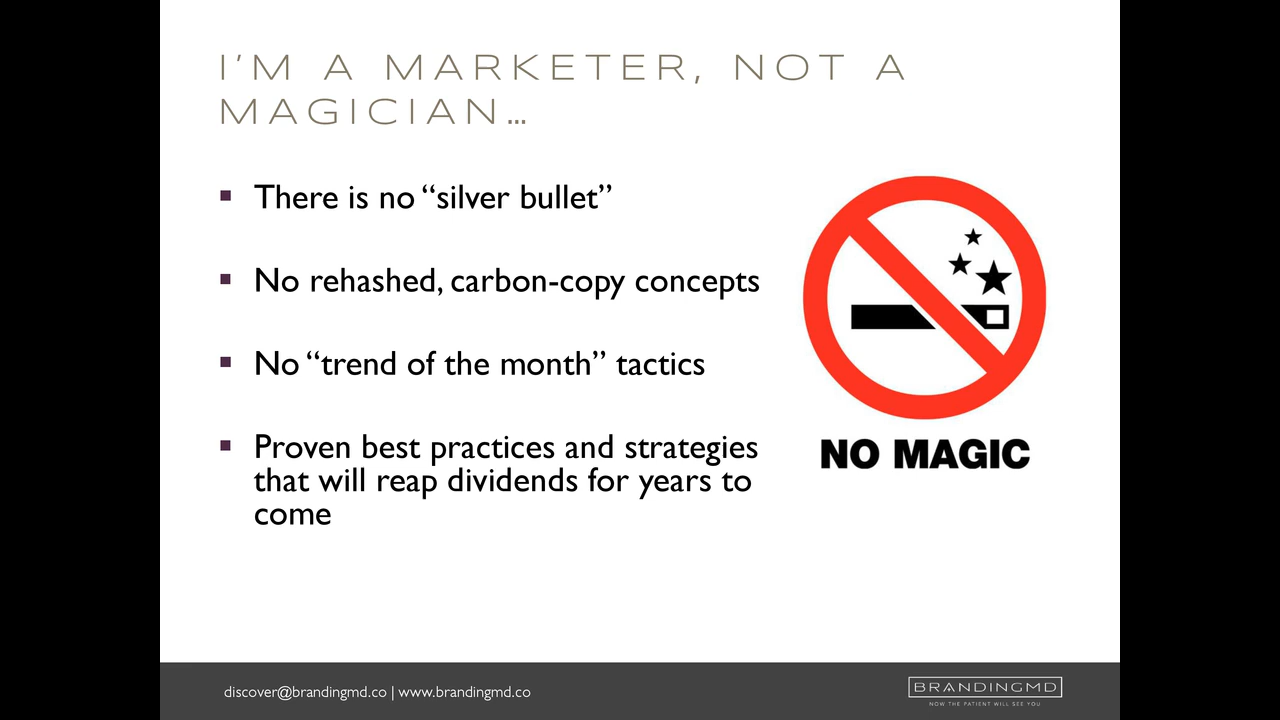 I'M A MARKETER, NOT A
MAGICIAN…
There is no “silver bullet”
No rehashed, carbon-copy concepts
No “trend of the month” tactics
Proven best practices and strategies
that will reap dividends for years to
come
NO MAGIC
discover@brandingmd.co | www.brandingmd.co
BRANDINGMD
NOW THE PATIENT WILL SEE YOU